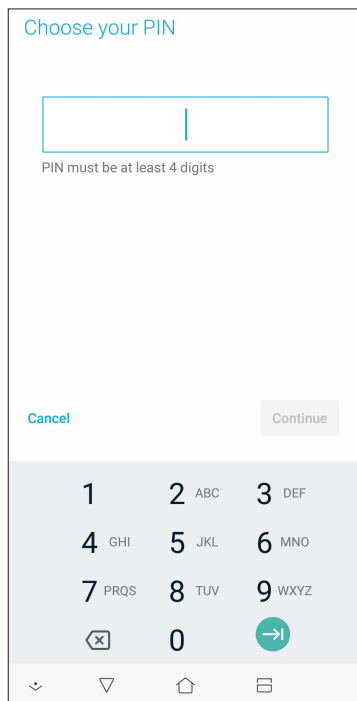 Choose your PIN
PIN must be at least 4 digits
Cancel Continue
1 2 ABC 3 DEF
4 GHI 5 JKL 6 MNO
7 PRQS 8 TUV 9 WXYZ
0